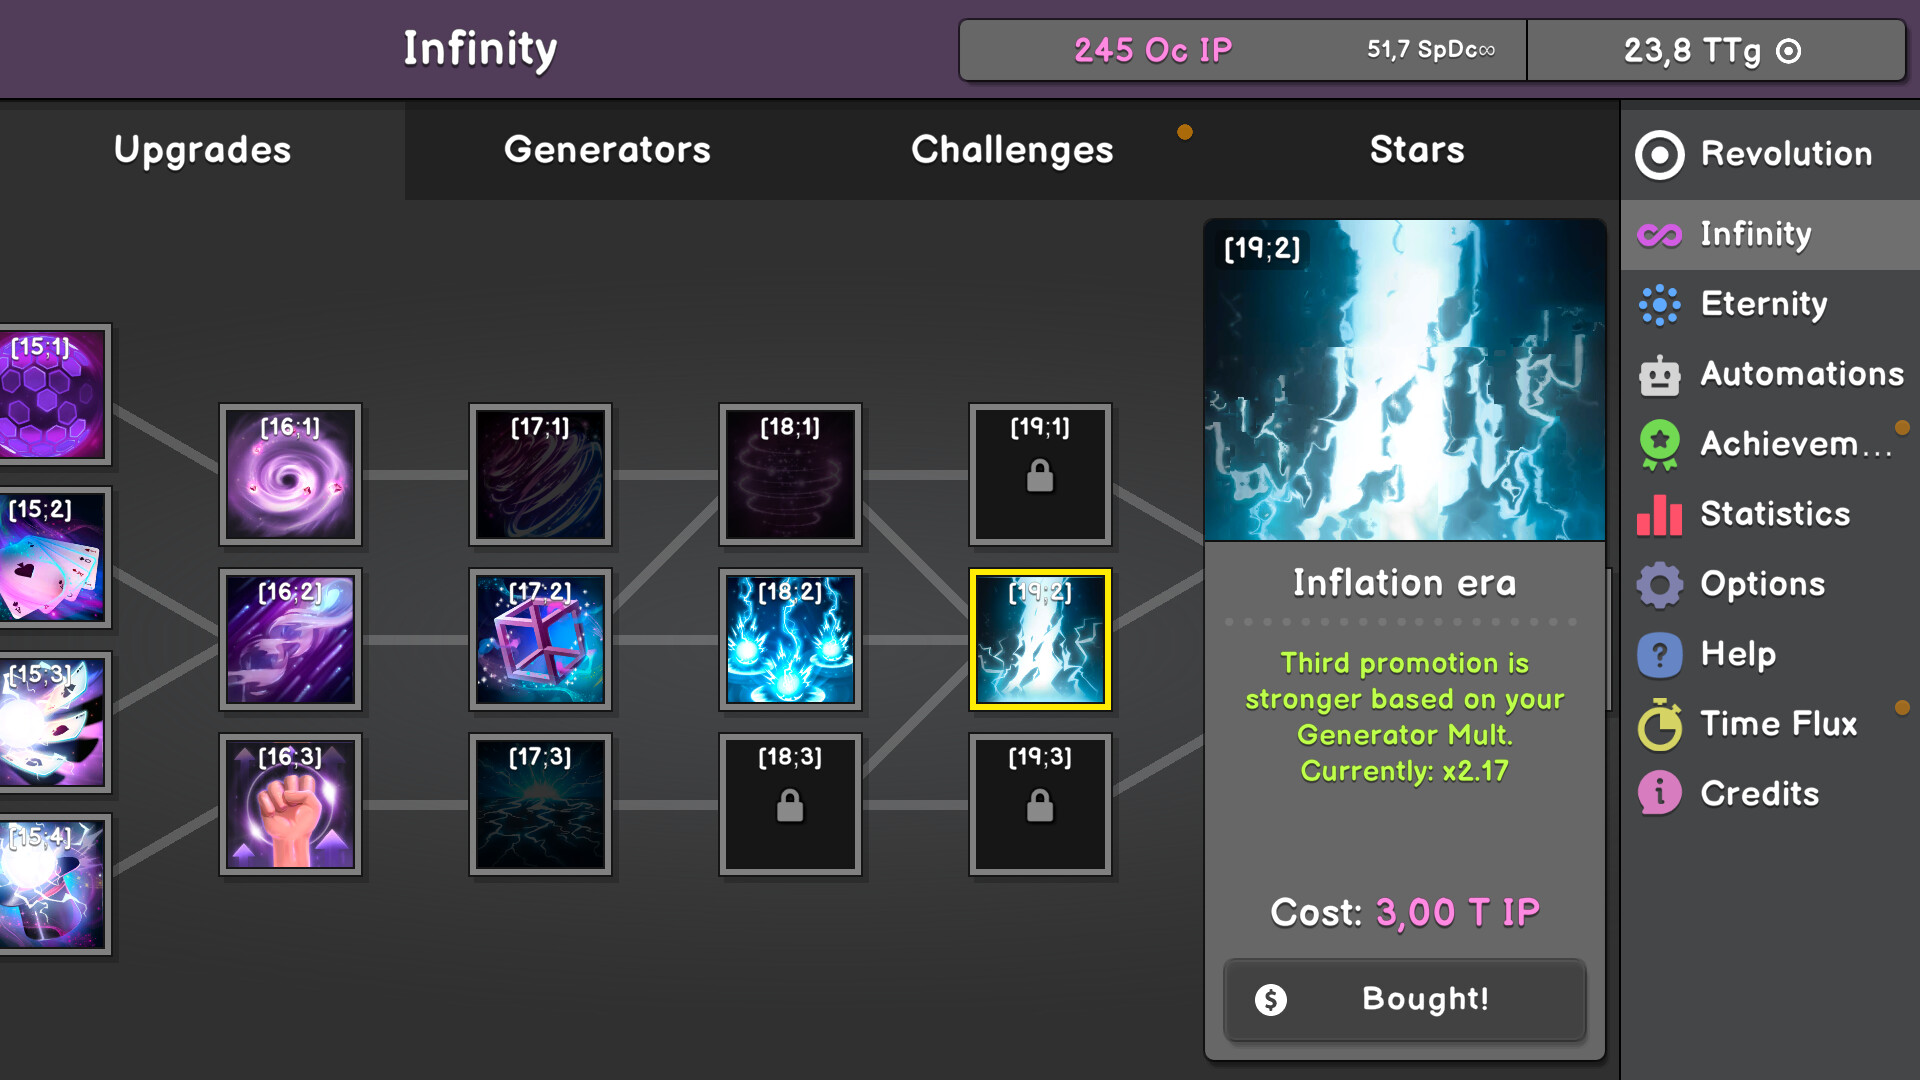 Infinity
245 Oc IP
51,7 SpDc∞
23,8 TTg
Upgrades
Generators
Challenges
Stars
[15;1]
[15;2]
[15;3]
[15;4]
[16;1]
[17;1]
[18;1]
[19;1]
[16;2]
[17;2]
[18;2]
[19;2]
[16;3]
[17;3]
[18;3]
[19;3]
[19;2]
Inflation era
Third promotion is
stronger based on your
Generator Mult.
Currently: x2.17
Cost: 3,00 T IP
$ Bought!
Revolution
Infinity
Eternity
Automations
Achievem...
Statistics
Options
? Help
Time Flux
i Credits